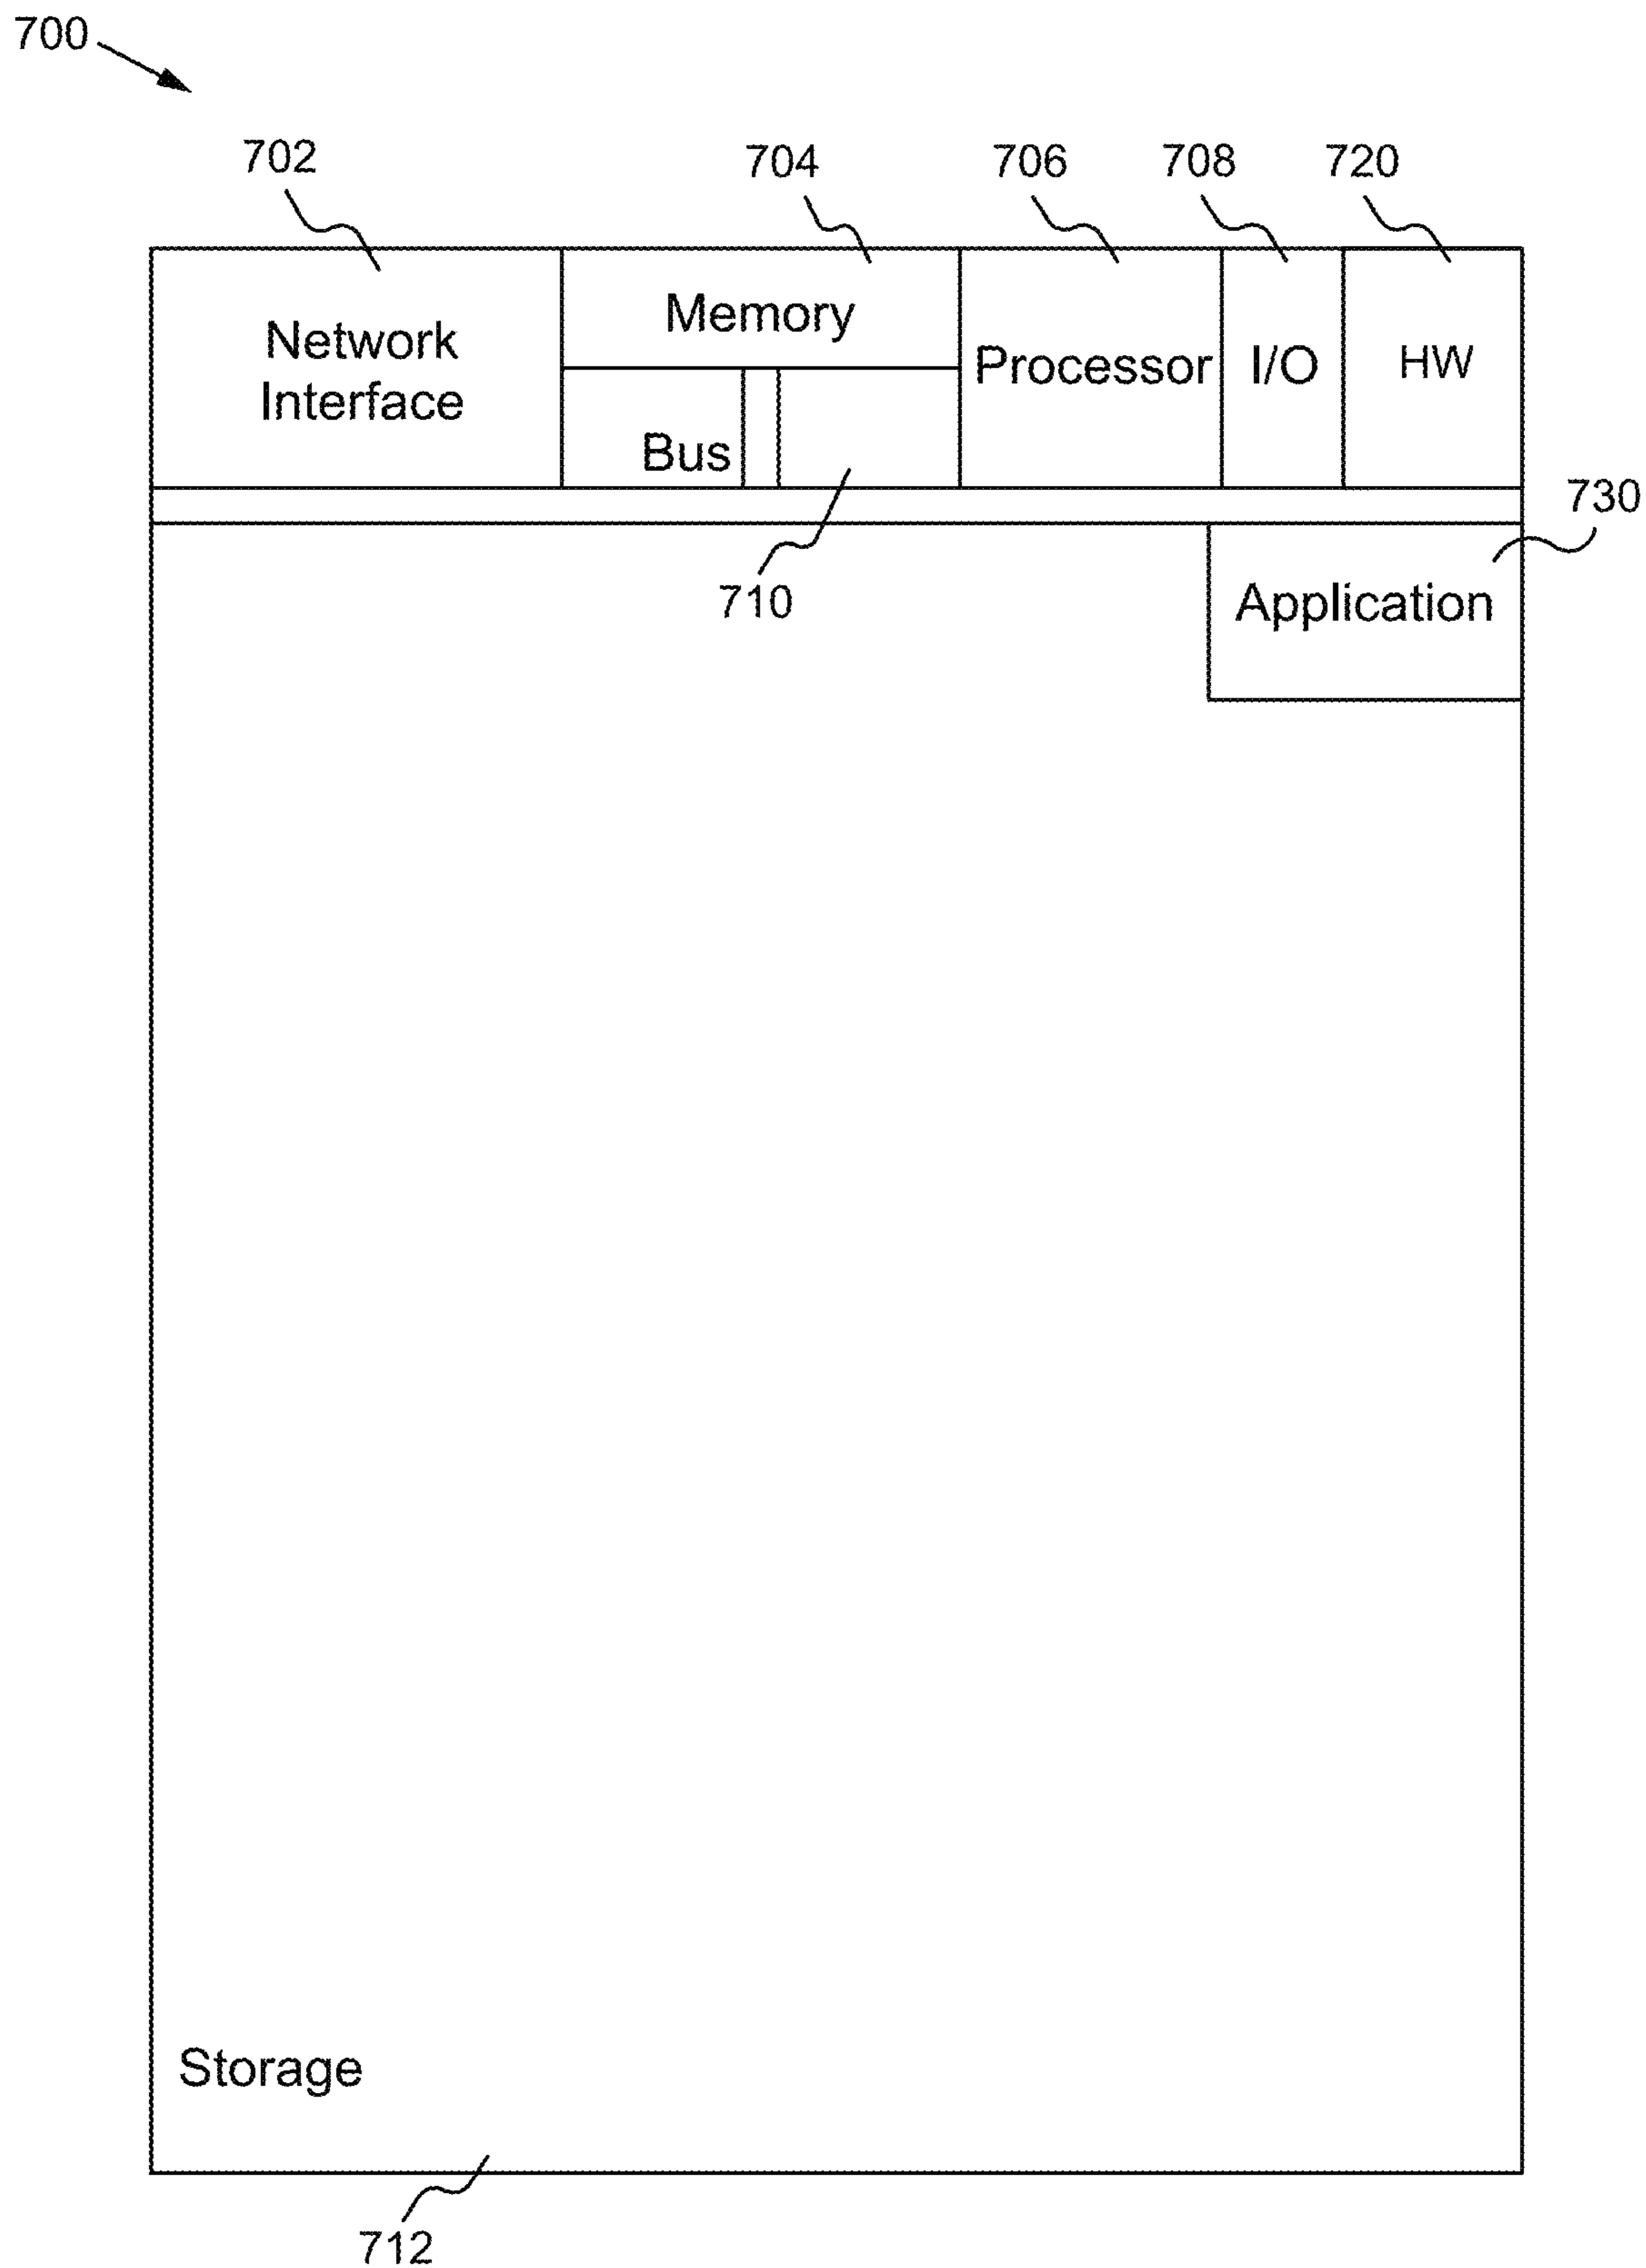 700
702
704
706
708
720
Network
Interface
Memory
Processor
I/O
HW
Bus
730
710
Application
Storage
712